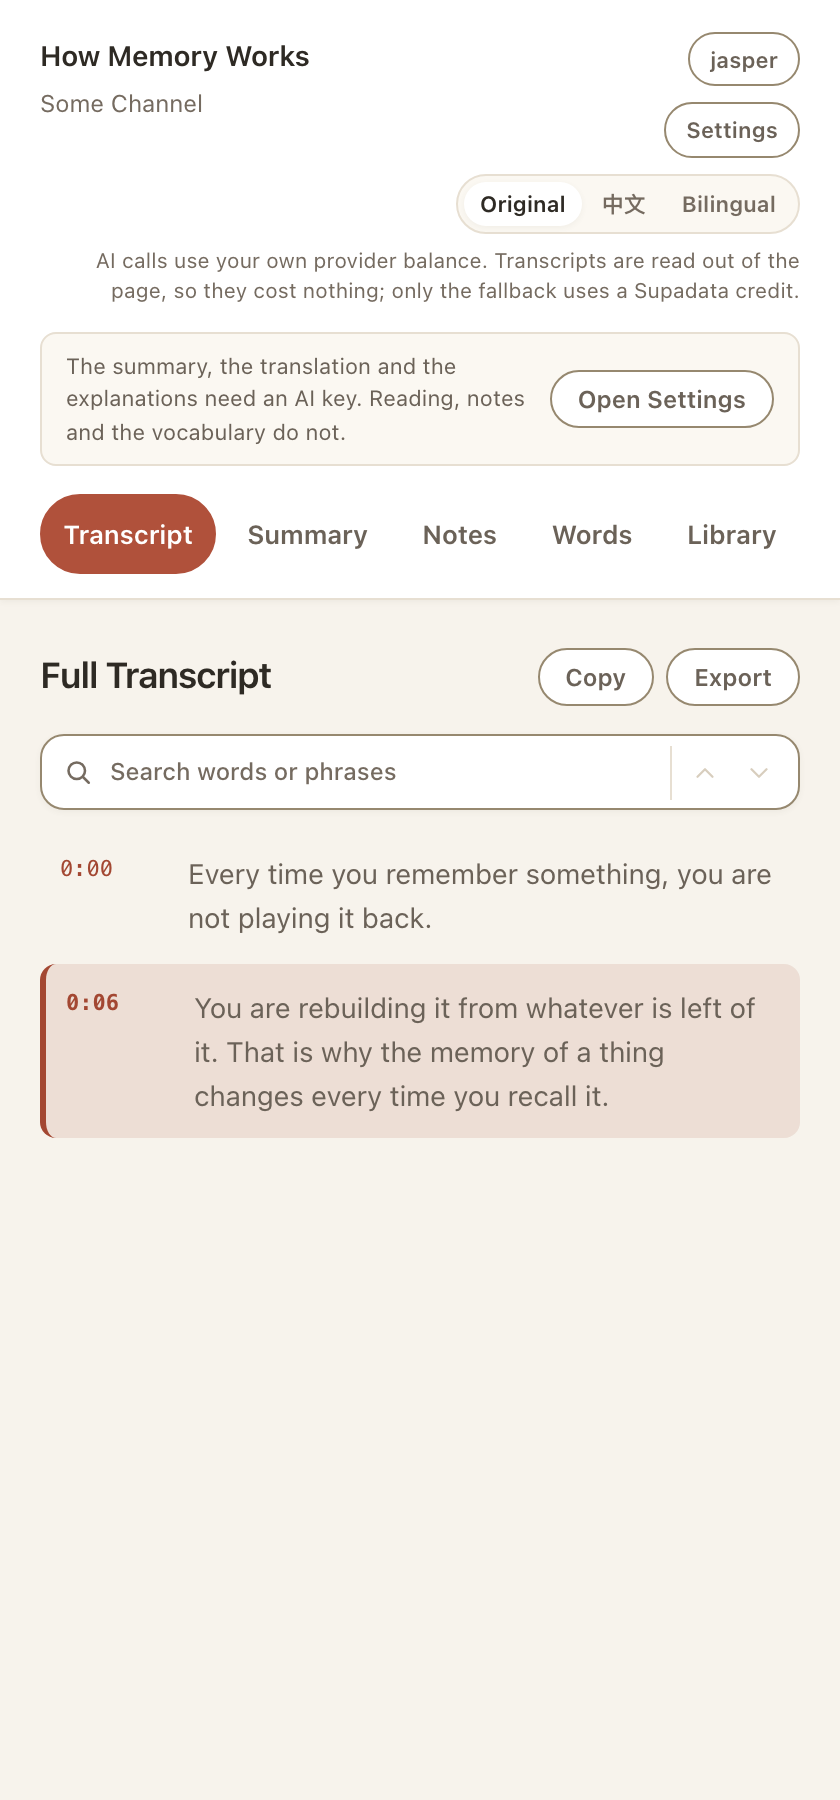 How Memory Works
jasper
Some Channel
Settings
Original 中文 Bilingual
AI calls use your own provider balance. Transcripts are read out of the
page, so they cost nothing; only the fallback uses a Supadata credit.
The summary, the translation and the
explanations need an AI key. Reading, notes
and the vocabulary do not.
Open Settings
Transcript Summary Notes Words Library
Full Transcript
Copy Export
Search words or phrases
0:00 Every time you remember something, you are
not playing it back.
0:06 You are rebuilding it from whatever is left of
it. That is why the memory of a thing
changes every time you recall it.